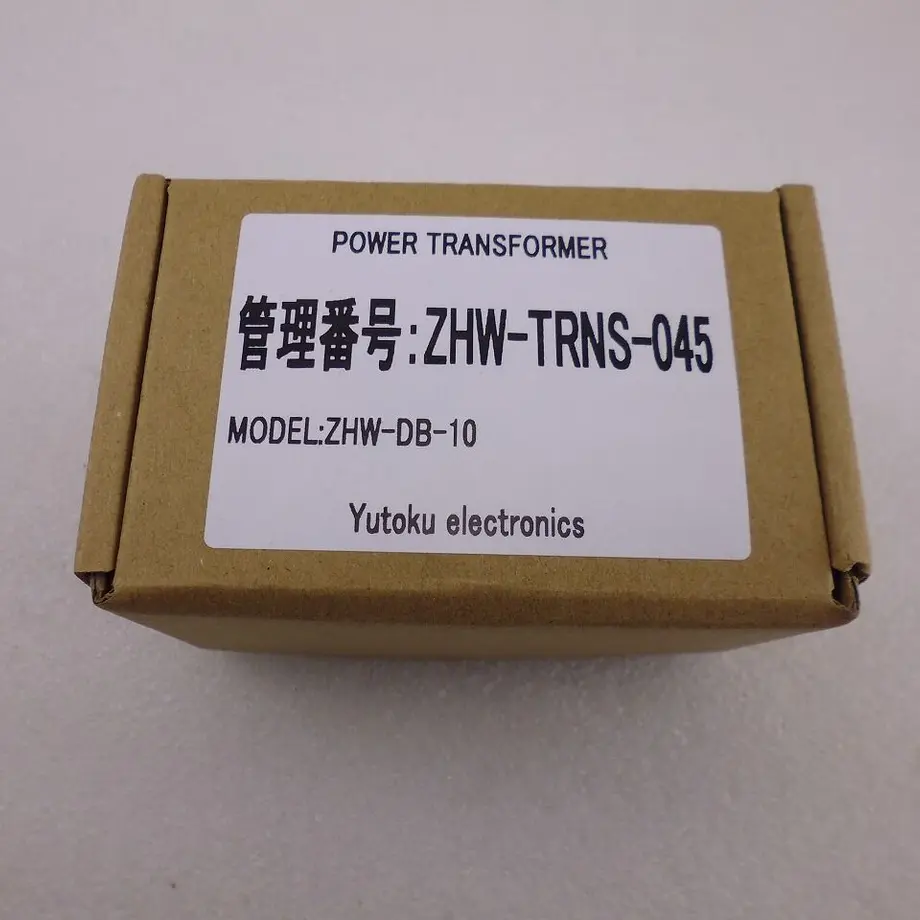 POWER TRANSFORMER
管理番号:ZHW-TRNS-045
MODEL:ZHW-DB-10
Yutoku electronics